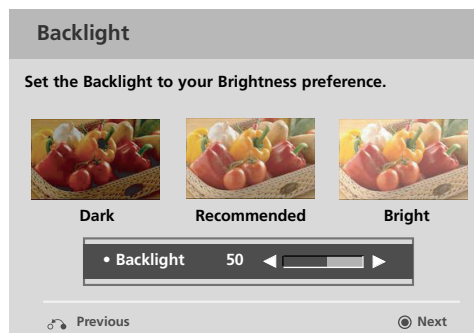 Backlight
Set the Backlight to your Brightness preference.
Dark Recommended Bright
• Backlight 50 ◀ ▶
Previous ◉ Next